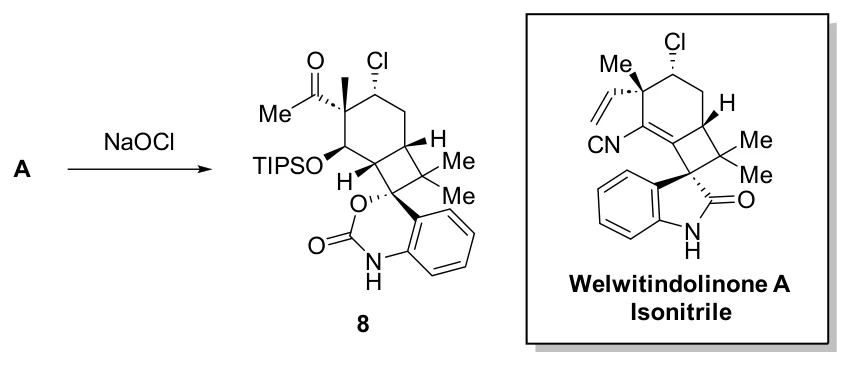 A
NaOCl
O
Me
Cl
TIPSO
H
H
Me
Me
O
O
N
H
8
Cl
Me
H
CN
Me
Me
O
N
H
Welwitindolinone A
Isonitrile